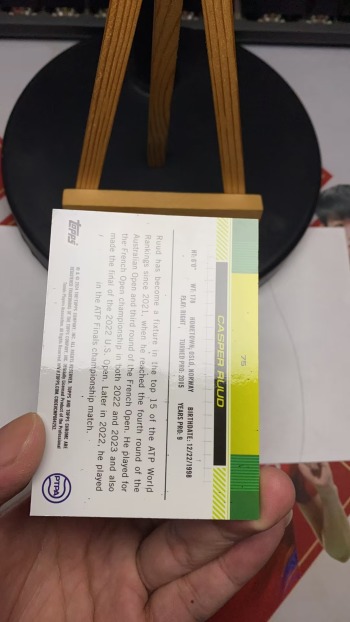 75
CASPER RUUD
HT: 6'0" WT: 170 HOMETOWN: OSLO, NORWAY BIRTHDATE: 12/22/1998
PLAY: RIGHT TURNED PRO: 2015 YEARS PRO: 9
Ruud has become a fixture in the top 15 of the ATP World
Rankings since 2021, when he reached the fourth round of the
Australian Open and third round of the French Open. He played for
the French Open championship in both 2022 and 2023 and also
made the final of the 2022 U.S. Open. Later in 2022, he played
in the ATP Finals championship match.
topps
PTPA